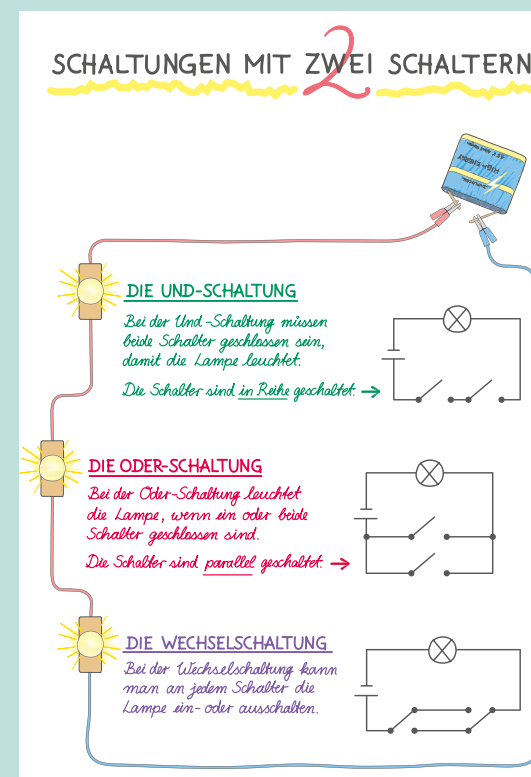 SCHALTUNGEN MIT ZWEI SCHALTERN
2
HIGH ENERGY
DIE UND-SCHALTUNG
Bei der Und-Schaltung müssen
beide Schalter geschlossen sein,
damit die Lampe leuchtet.
Die Schalter sind in Reihe geschaltet. →
DIE ODER-SCHALTUNG
Bei der Oder-Schaltung leuchtet
die Lampe, wenn ein oder beide
Schalter geschlossen sind.
Die Schalter sind parallel geschaltet. →
DIE WECHSELSCHALTUNG
Bei der Wechselschaltung kann
man an jedem Schalter die
Lampe ein- oder ausschalten.